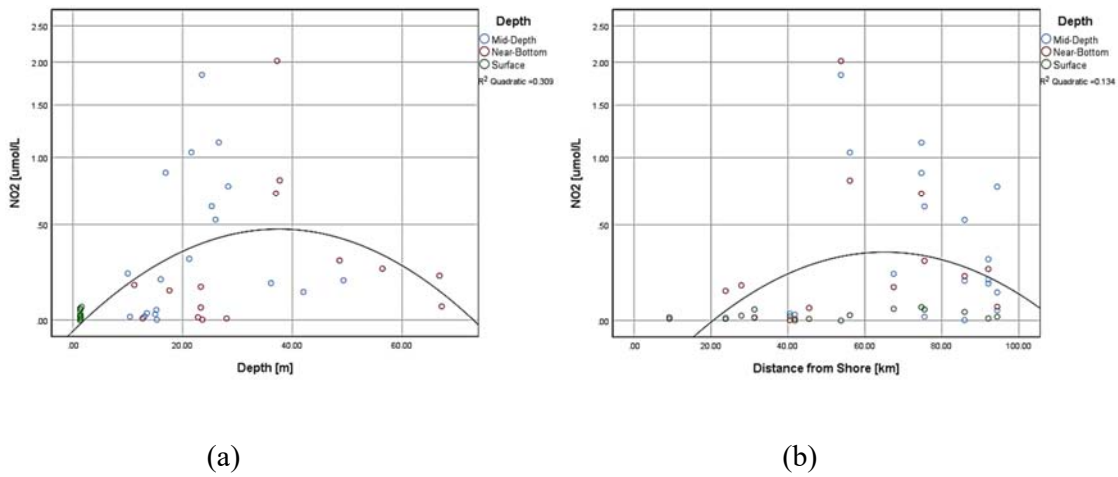 Depth
Mid-Depth
Near-Bottom
Surface
R2 Quadratic =0.309
2.50
2.00
1.50
1.00
.50
.00
NO2 [umol/L]
.00 20.00 40.00 60.00
Depth [m]
(a)
Depth
Mid-Depth
Near-Bottom
Surface
R2 Quadratic =0.134
2.50
2.00
1.50
1.00
.50
.00
NO2 [umol/L]
.00 20.00 40.00 60.00 80.00 100.00
Distance from Shore [km]
(b)